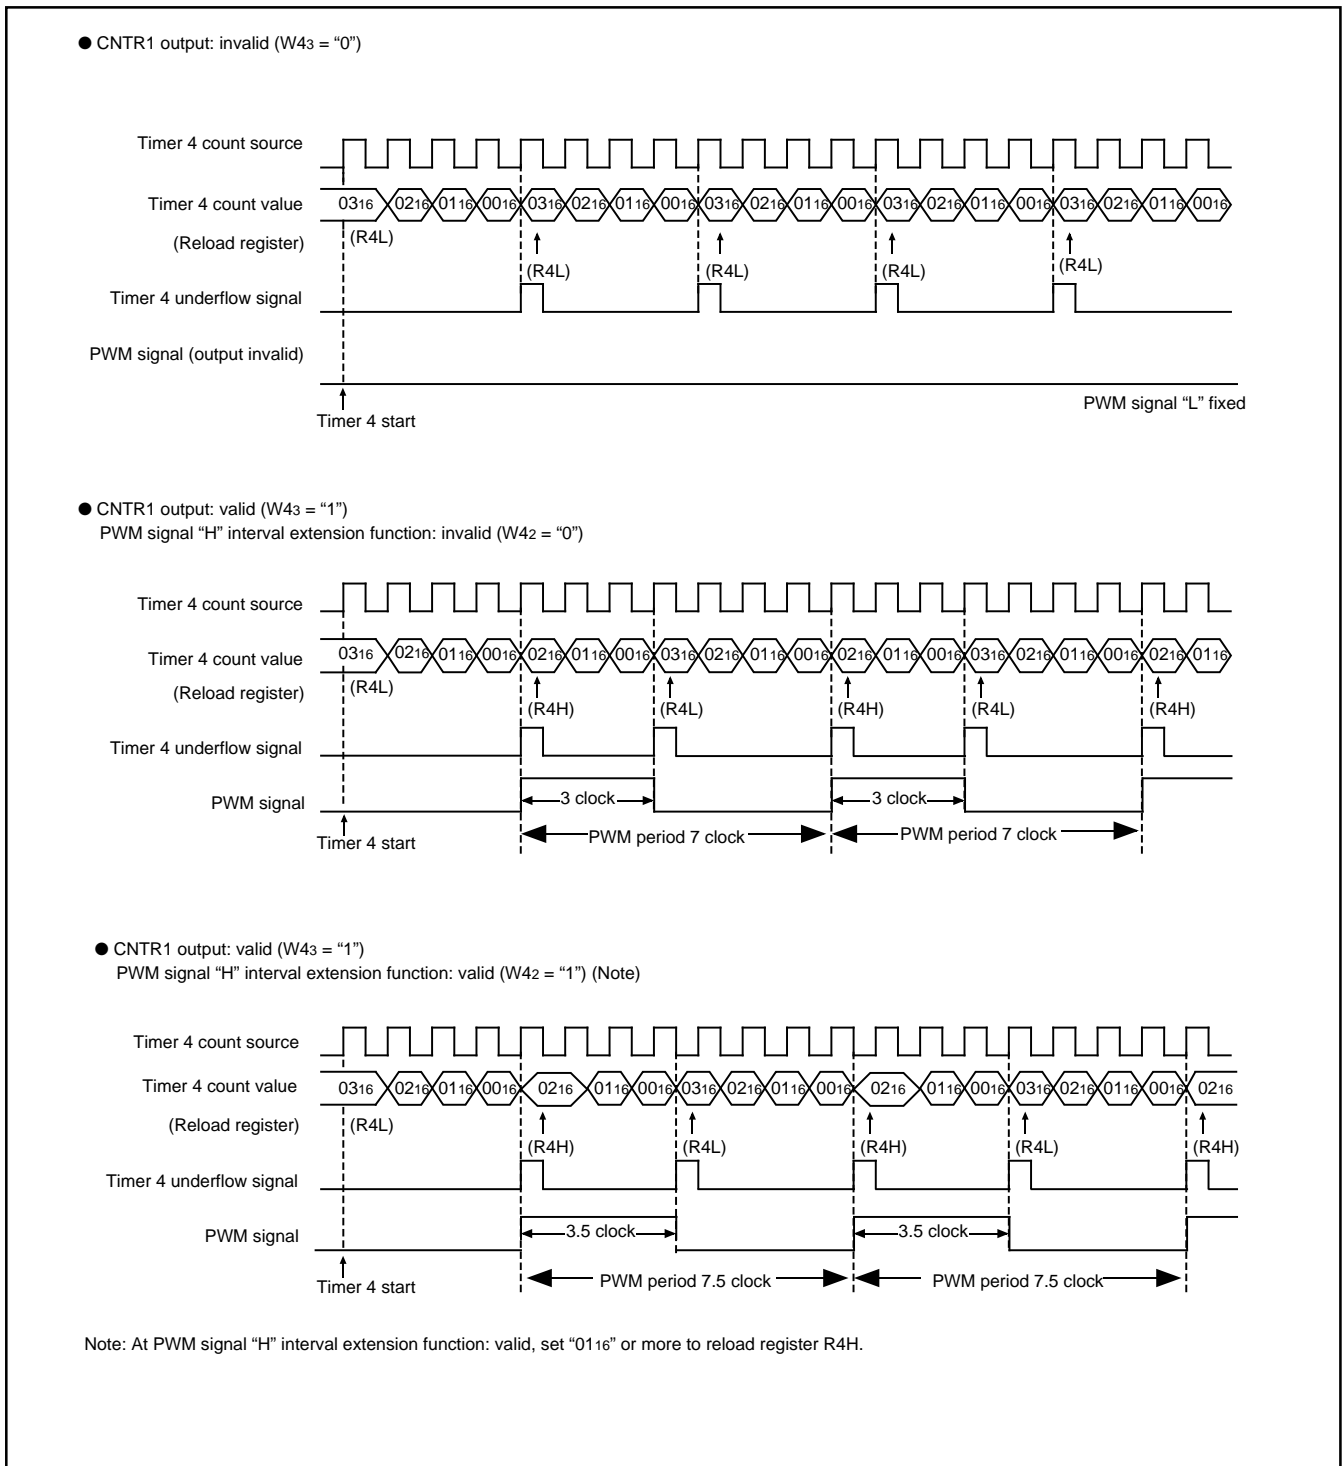 ● CNTR1 output: invalid (W43 = “0”)
Timer 4 count source
Timer 4 count value
0316 0216 0116 0016 0316 0216 0116 0016 0316 0216 0116 0016 0316 0216 0116 0016 0316 0216 0116 0016
(Reload register)
(R4L)
(R4L) (R4L) (R4L) (R4L)
Timer 4 underflow signal
PWM signal (output invalid)
PWM signal “L” fixed
Timer 4 start
● CNTR1 output: valid (W43 = “1”)
PWM signal “H” interval extension function: invalid (W42 = “0”)
Timer 4 count source
Timer 4 count value
0316 0216 0116 0016 0216 0116 0016 0316 0216 0116 0016 0216 0116 0016 0316 0216 0116 0016 0216 0116
(Reload register)
(R4L)
(R4H) (R4L) (R4H) (R4L) (R4H)
Timer 4 underflow signal
PWM signal
3 clock 3 clock
PWM period 7 clock PWM period 7 clock
Timer 4 start
● CNTR1 output: valid (W43 = “1”)
PWM signal “H” interval extension function: valid (W42 = “1”) (Note)
Timer 4 count source
Timer 4 count value
0316 0216 0116 0016 0216 0116 0016 0316 0216 0116 0016 0216 0116 0016 0316 0216 0116 0016 0216
(Reload register)
(R4L)
(R4H) (R4L) (R4H) (R4L) (R4H)
Timer 4 underflow signal
PWM signal
3.5 clock 3.5 clock
PWM period 7.5 clock PWM period 7.5 clock
Timer 4 start
Note: At PWM signal “H” interval extension function: valid, set “0116” or more to reload register R4H.